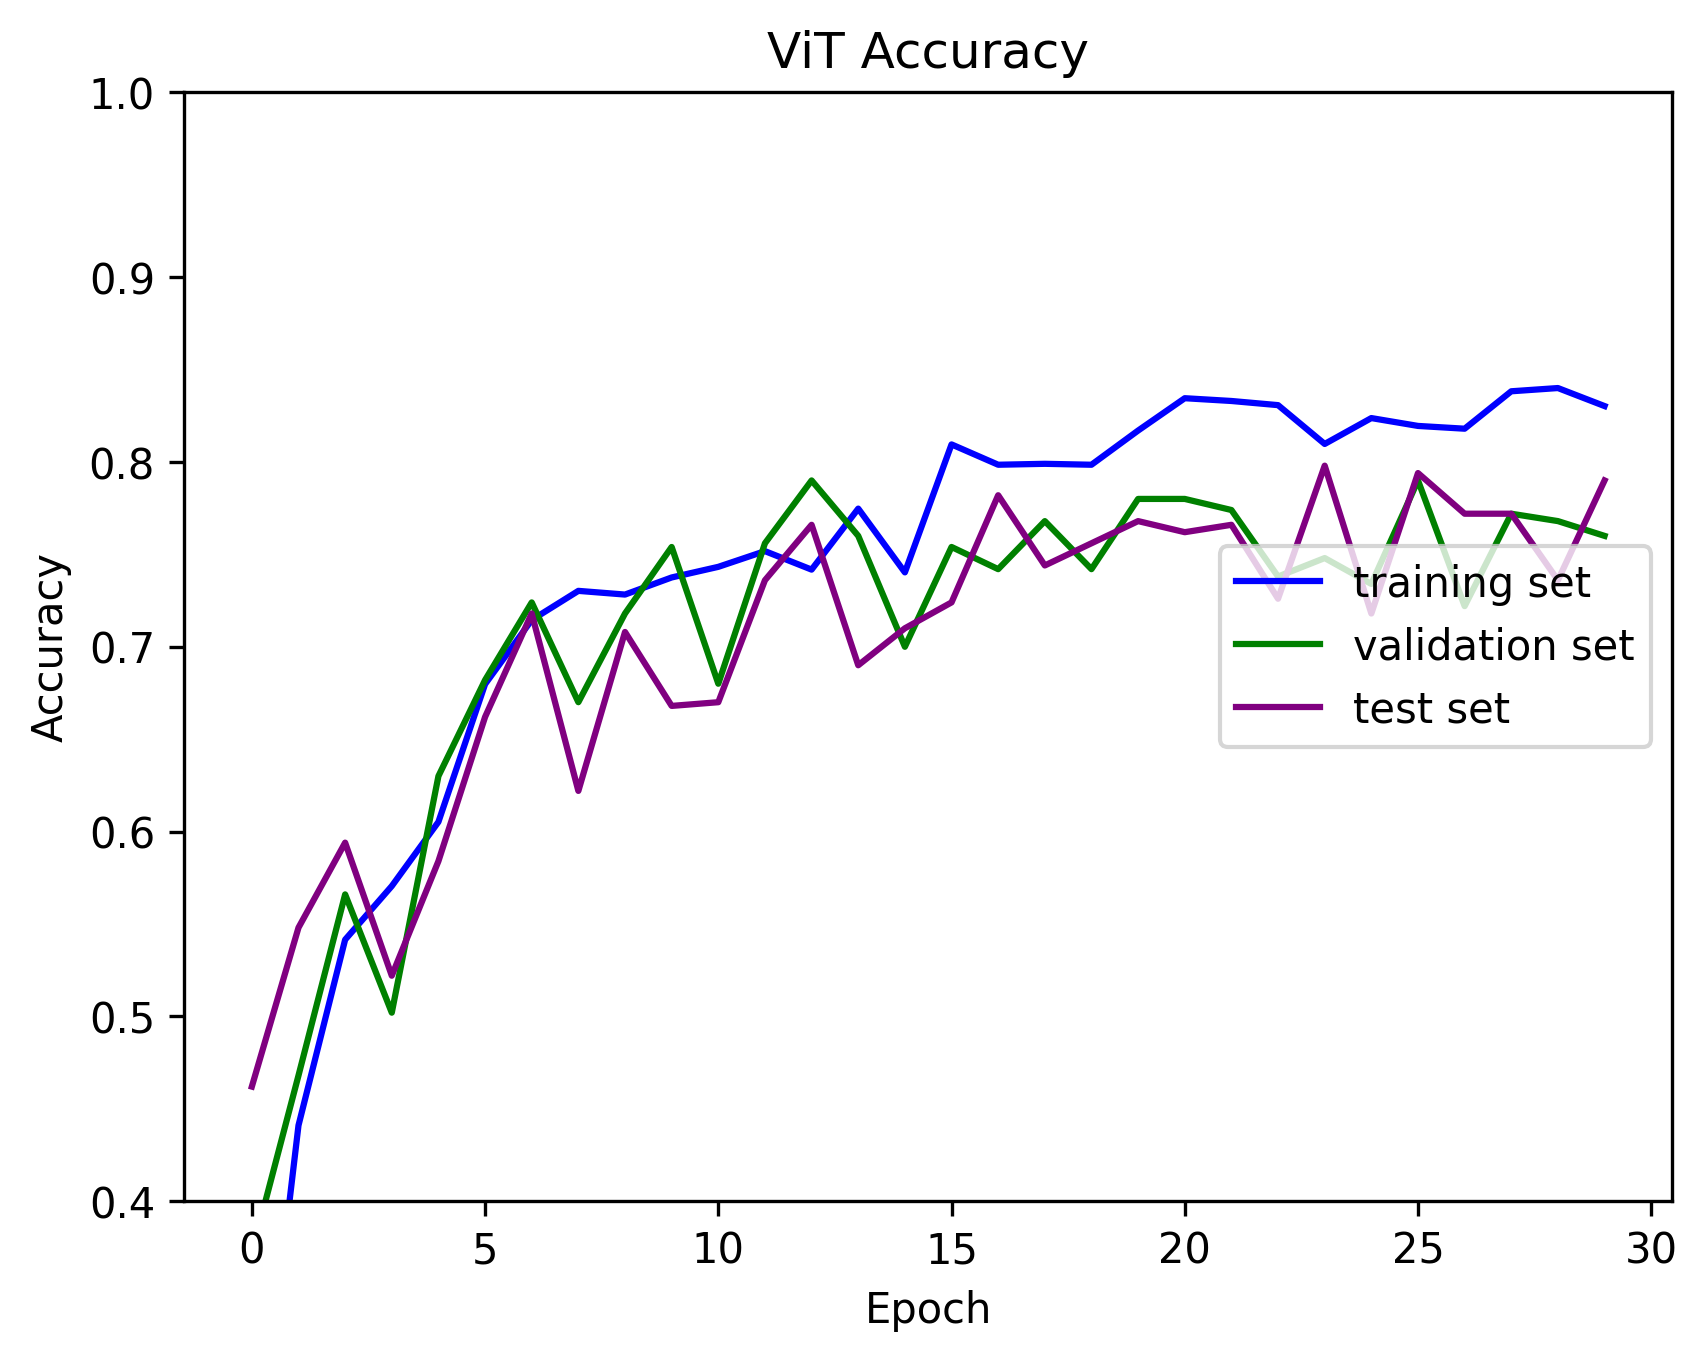 ViT Accuracy
1.0
0.9
0.8
0.7
0.6
0.5
0.4
Accuracy
training set
validation set
test set
0 5 10 15 20 25 30
Epoch